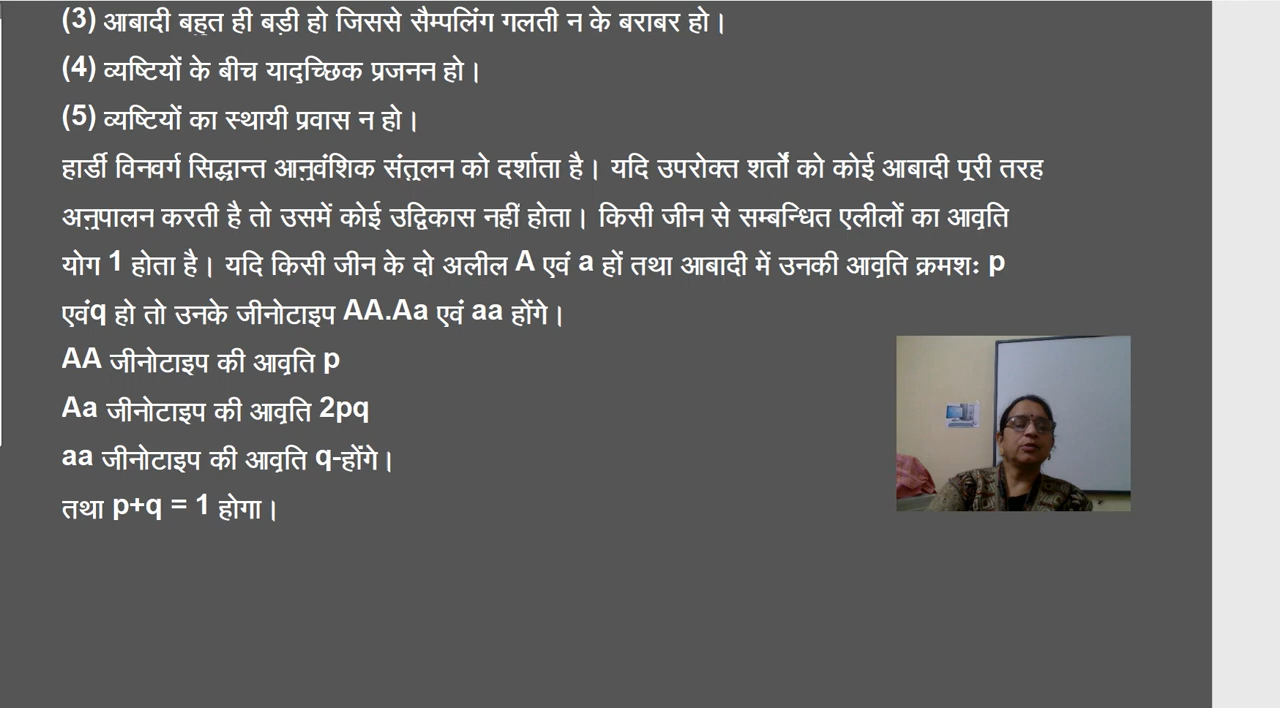 (3) आबादी बहुत ही बड़ी हो जिससे सैम्पलिंग गलती न के बराबर हो।
(4) व्यष्टियों के बीच यादृच्छिक प्रजनन हो।
(5) व्यष्टियों का स्थायी प्रवास न हो।
हार्डी विनवर्ग सिद्धान्त आनुवंशिक संतुलन को दर्शाता है। यदि उपरोक्त शर्तों को कोई आबादी पूरी तरह
अनुपालन करती है तो उसमें कोई उद्विकास नहीं होता। किसी जीन से सम्बन्धित एलीलों का आवृति
योग 1 होता है। यदि किसी जीन के दो अलील A एवं a हों तथा आबादी में उनकी आवृति क्रमशः p
एवंq हो तो उनके जीनोटाइप AA.Aa एवं aa होंगे।
AA जीनोटाइप की आवृति p
Aa जीनोटाइप की आवृति 2pq
aa जीनोटाइप की आवृति q-होंगे।
तथा p+q = 1 होगा।